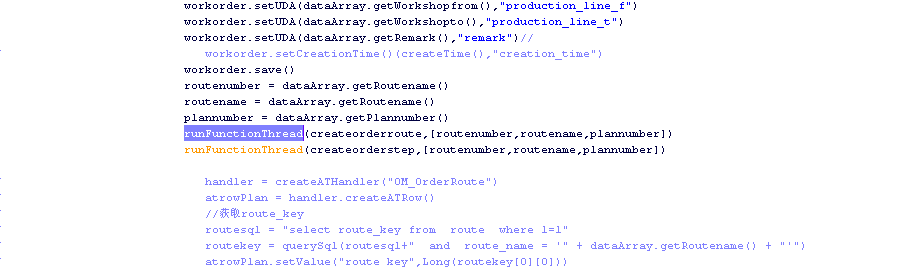 workorder.setUDA(dataArray.getWorkshopfrom(),"production_line_f")
workorder.setUDA(dataArray.getWorkshopto(),"production_line_t")
workorder.setUDA(dataArray.getRemark(),"remark")//
workorder.setCreationTime()(createTime(),"creation_time")
workorder.save()
routenumber = dataArray.getRoutename()
routename = dataArray.getRoutename()
plannumber = dataArray.getPlannumber()
runFunctionThread(createorderroute,[routenumber,routename,plannumber])
runFunctionThread(createorderstep,[routenumber,routename,plannumber])
handler = createATHandler("OM_OrderRoute")
atrowPlan = handler.createATRow()
//获取route_key
routesql = "select route_key from  route  where 1=1"
routekey = querySql(routesql+"  and  route_name = '" + dataArray.getRoutename() + "'")
atrowPlan.setValue("route_key",Long(routekey[0][0]))